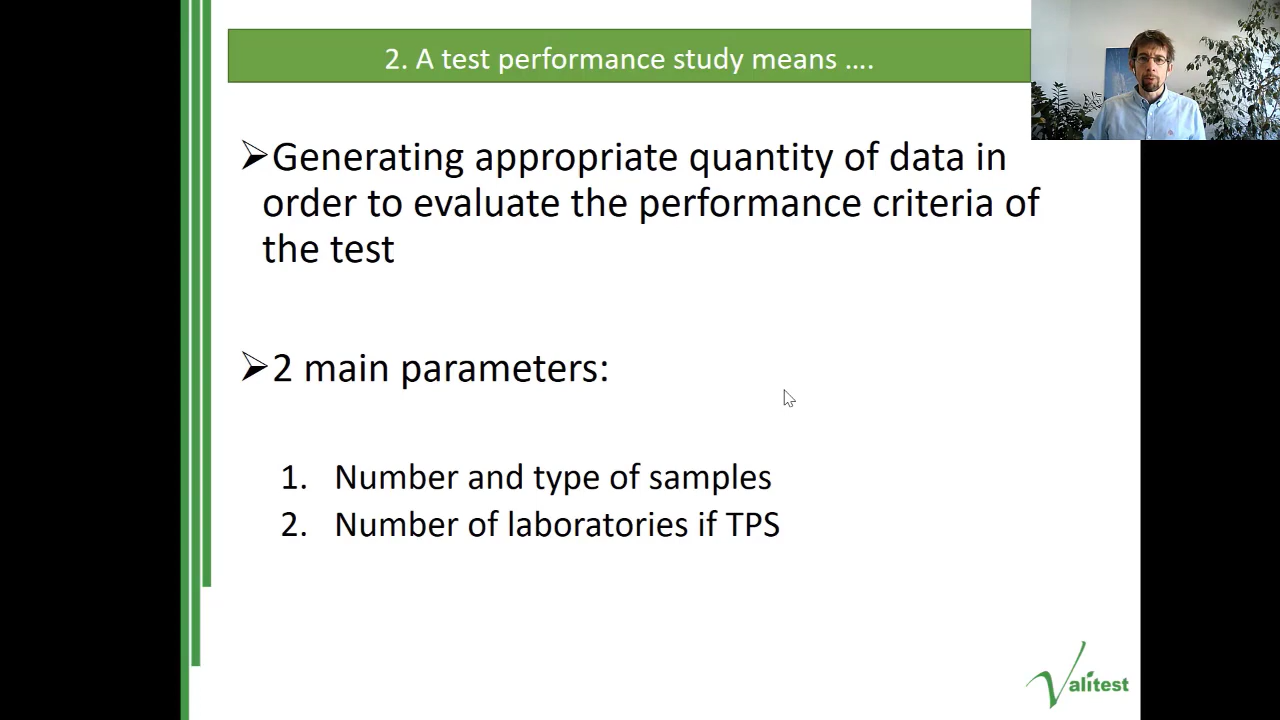 2. A test performance study means ....
➢Generating appropriate quantity of data in
order to evaluate the performance criteria of
the test
➢2 main parameters:
1. Number and type of samples
2. Number of laboratories if TPS
Valitest